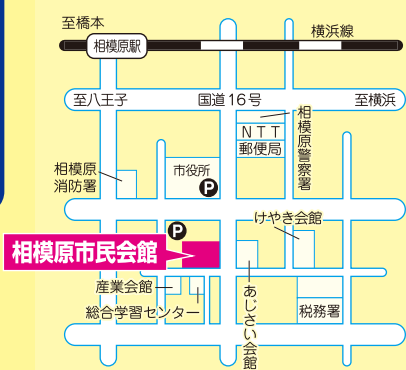 至橋本
横浜線
相模原駅
至八王子
国道16号
至横浜
NTT
郵便局
相模原警察署
相模原
消防署
市役所
P
P
けやき会館
相模原市民会館
産業会館
総合学習センター
あじさい会館
税務署